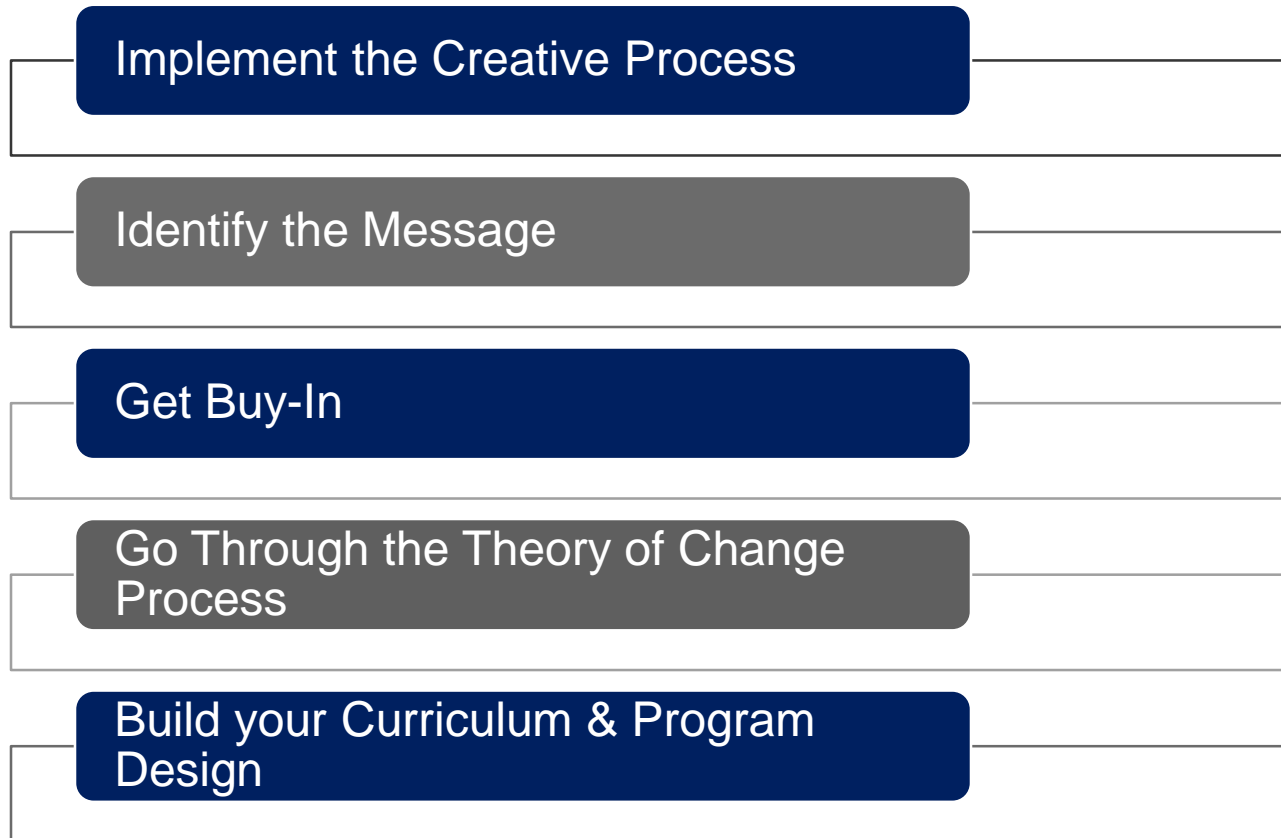 Implement the Creative Process
Identify the Message
Get Buy-In
Go Through the Theory of Change
Process
Build your Curriculum & Program
Design